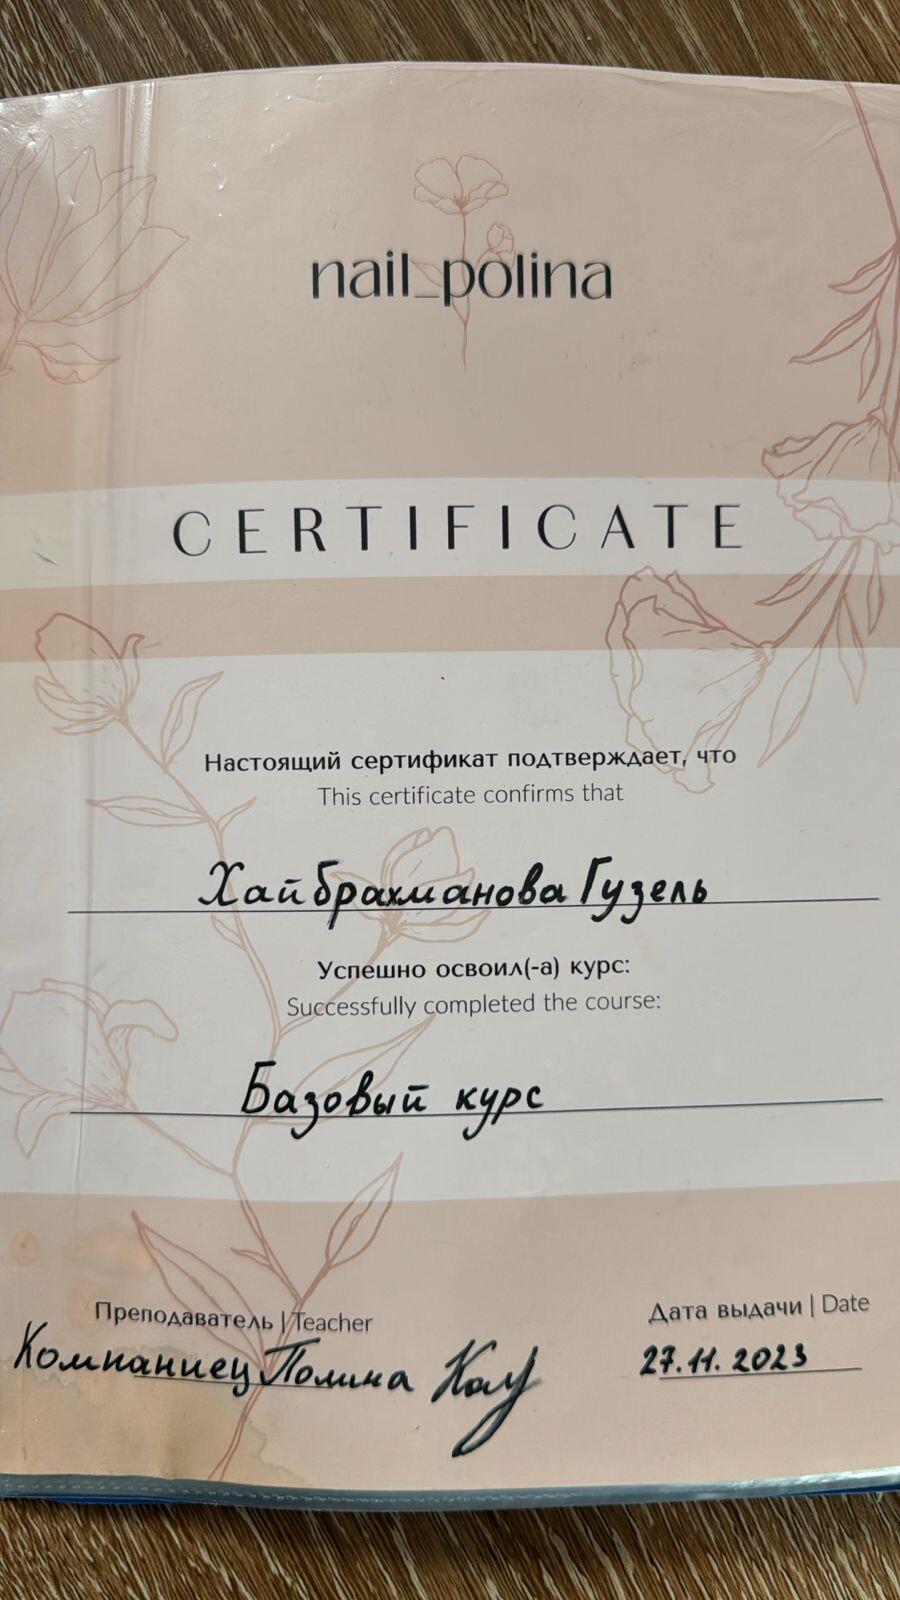 nail_polina
CERTIFICATE
Настоящий сертификат подтверждает, что
This certificate confirms that
Хайбрахманова Гузель
Успешно освоил(-а) курс:
Successfully completed the course:
Базовый курс
Преподаватель | Teacher
Компаниец Полина
Дата выдачи | Date
27.11.2023